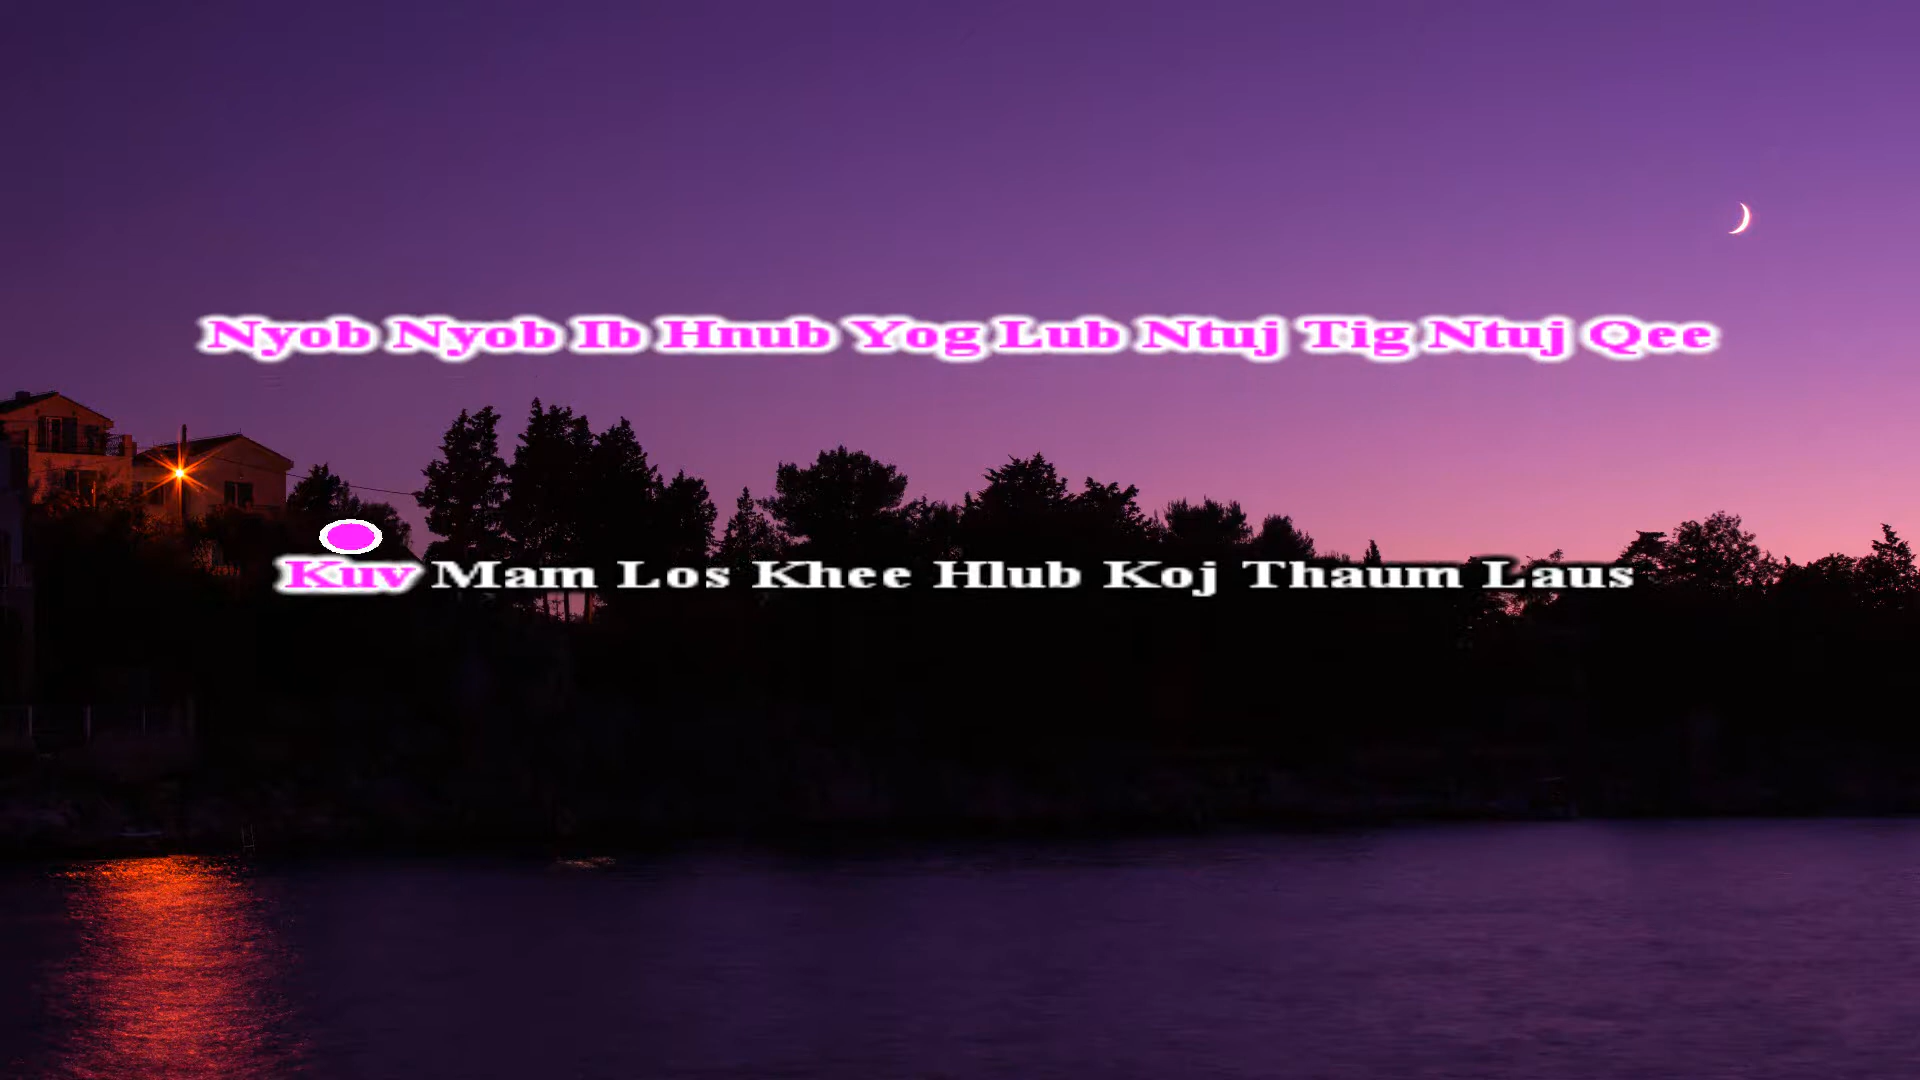 Nyob Nyob Ib Hnub Yog Lub Ntuj Tig Ntuj Qee
Kuv Mam Los Khee Hlub Koj Thaum Laus